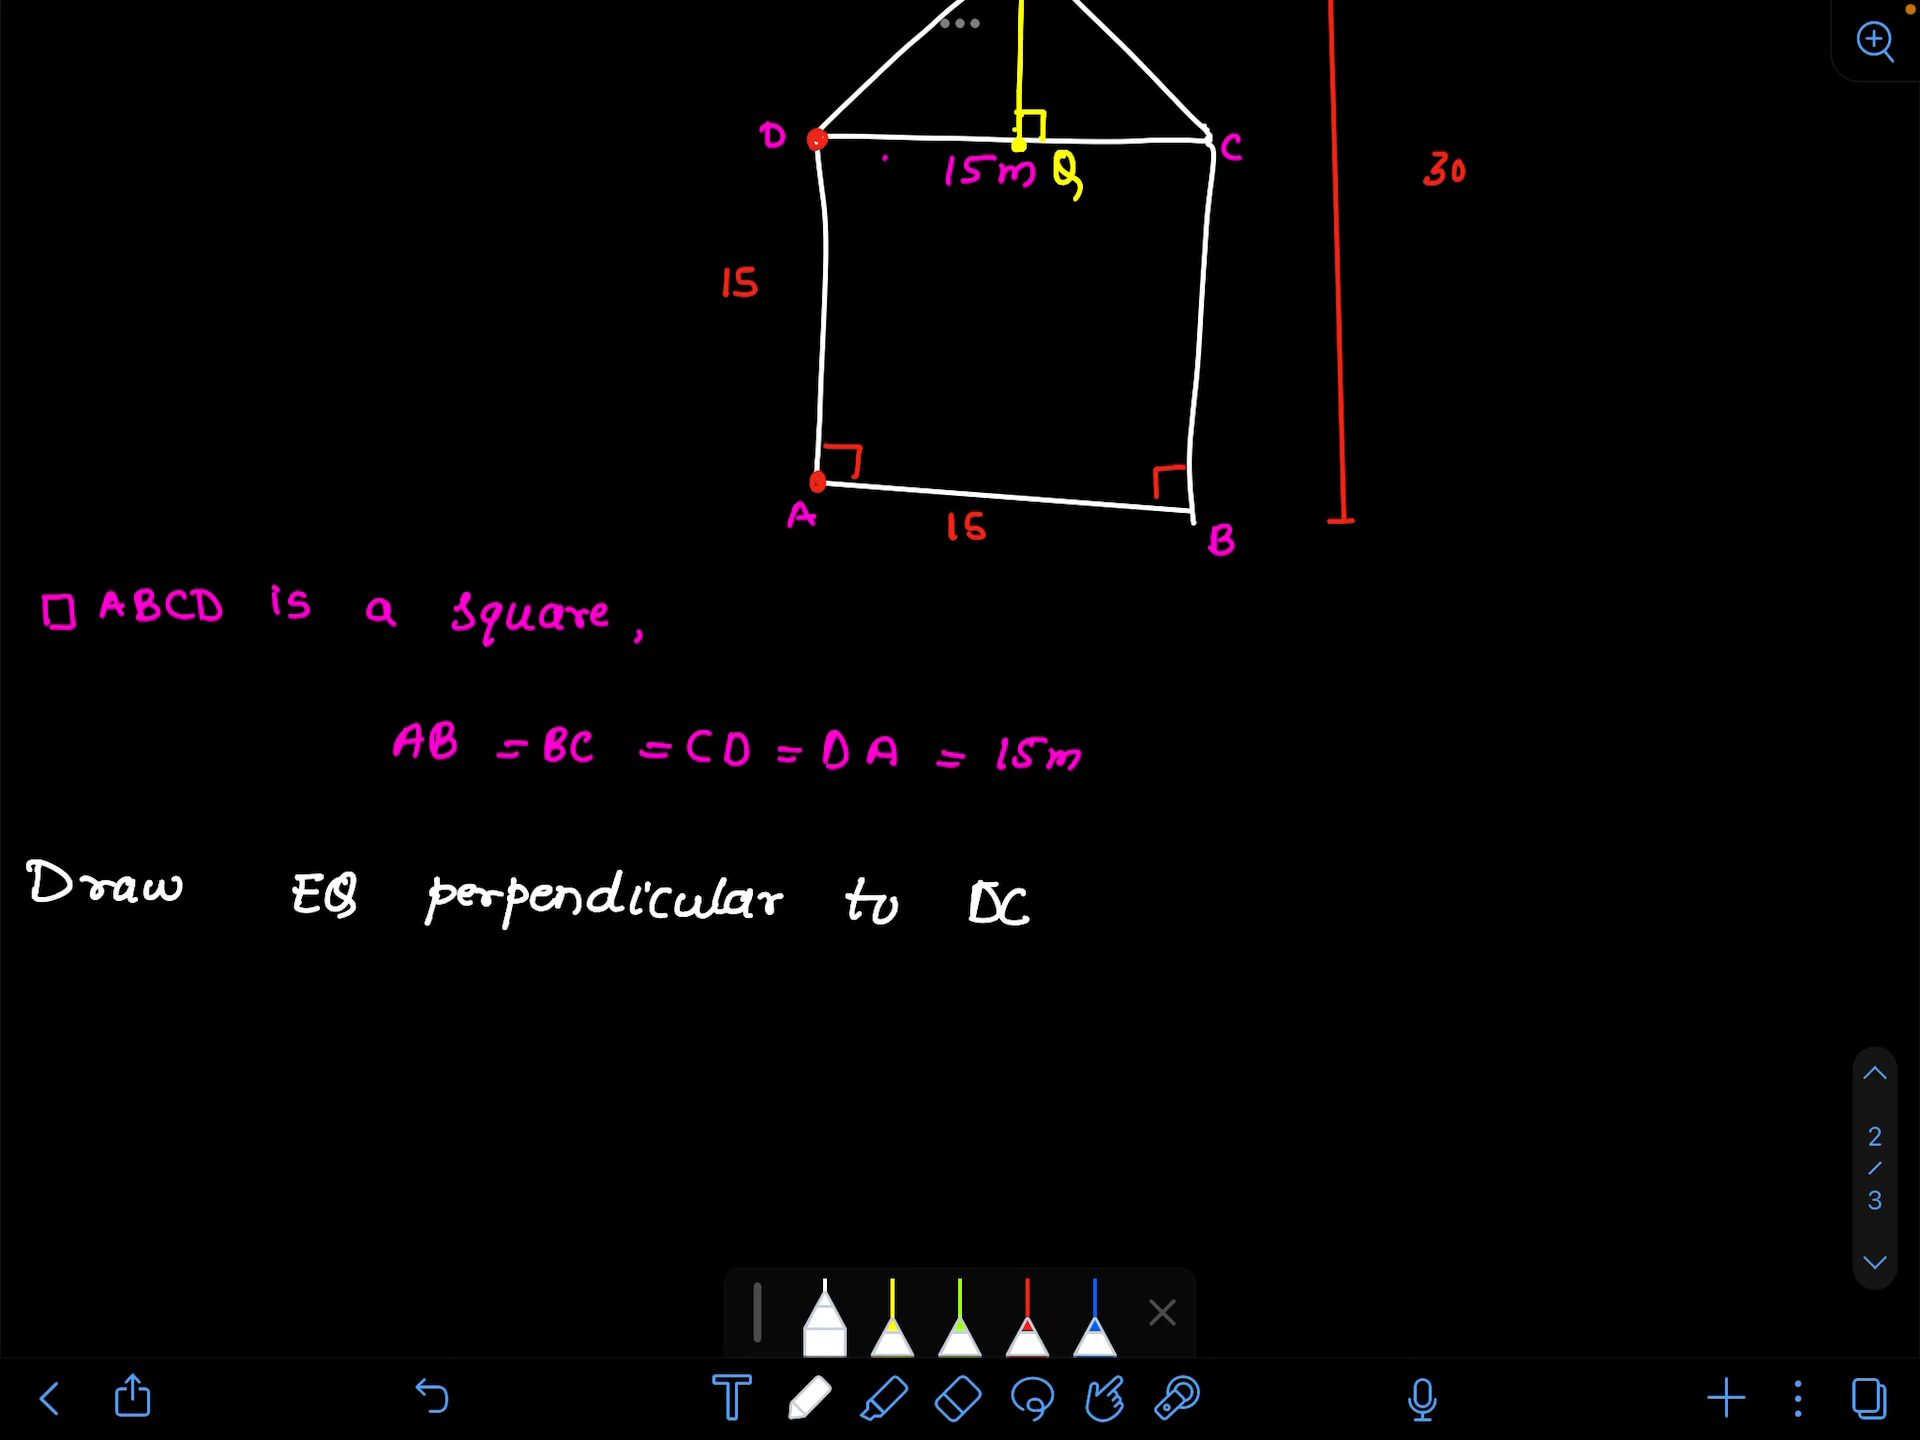 D
C
15m Q
30
15
A
15
B
□ ABCD is a square,
AB = BC = CD = DA = 15m
Draw EQ perpendicular to DC
2
/
3
T